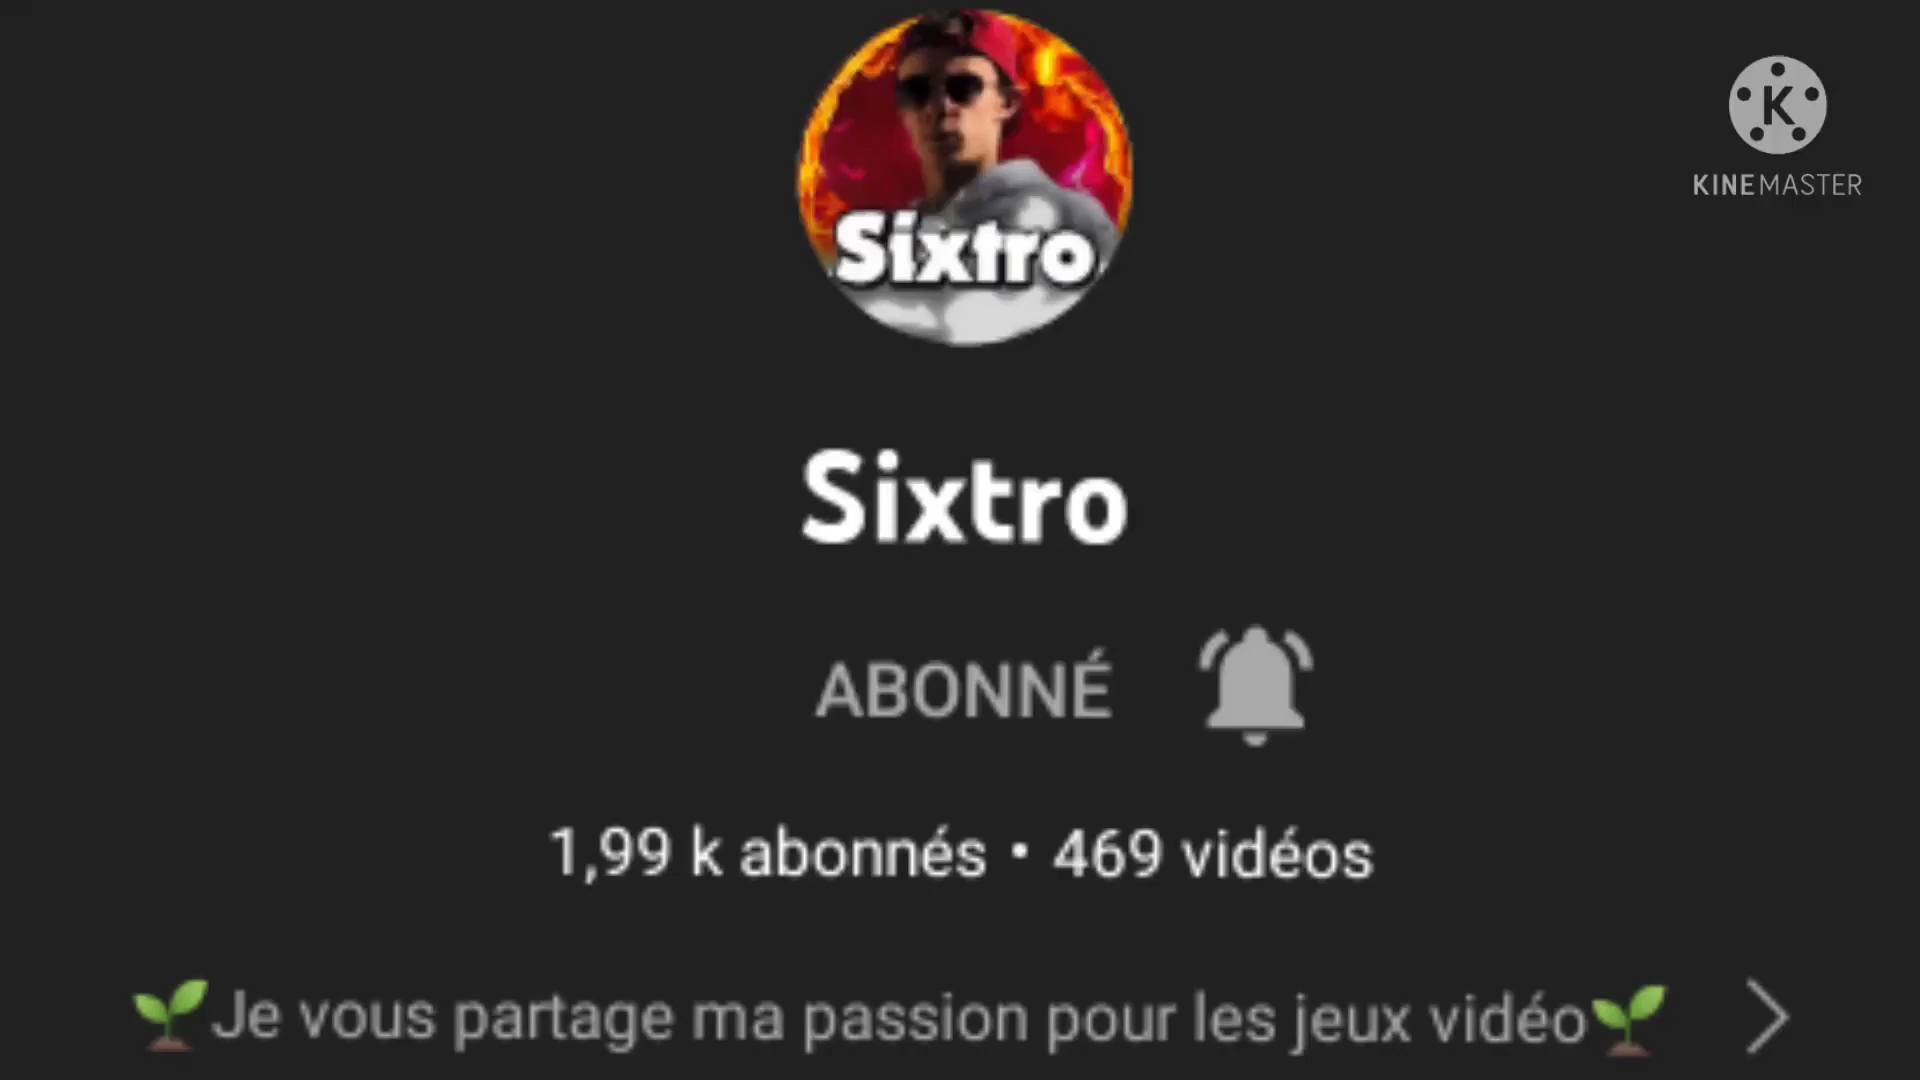 Sixtro
K
KINEMASTER
Sixtro
ABONNÉ
1,99 k abonnés • 469 vidéos
🌱Je vous partage ma passion pour les jeux vidéo🌱